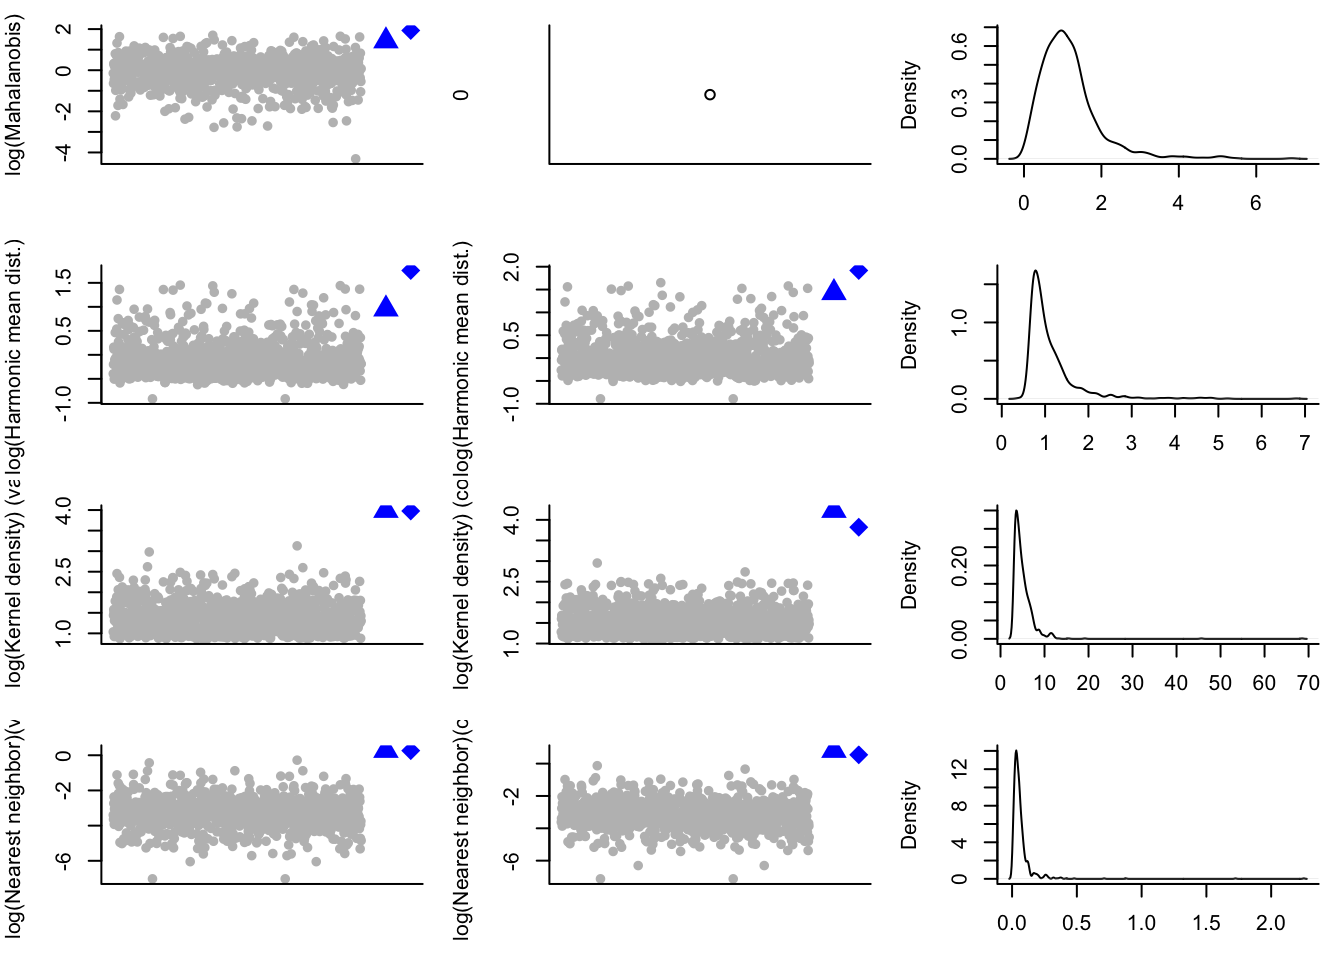 log(Mahalanobis)
2
0
-2
-4
0
Density
0.6
0.3
0.0
0 2 4 6
log(Harmonic mean dist.)
1.5
0.5
-1.0
log(Harmonic mean dist.)
2.0
0.5
-1.0
Density
1.0
0.0
0 1 2 3 4 5 6 7
log(Kernel density) (va
4.0
2.5
1.0
log(Kernel density) (co
4.0
2.5
1.0
Density
0.20
0.00
0 10 20 30 40 50 60 70
log(Nearest neighbor)(v
0
-2
-6
log(Nearest neighbor)(c
-2
-6
Density
12
8
4
0
0.0 0.5 1.0 1.5 2.0